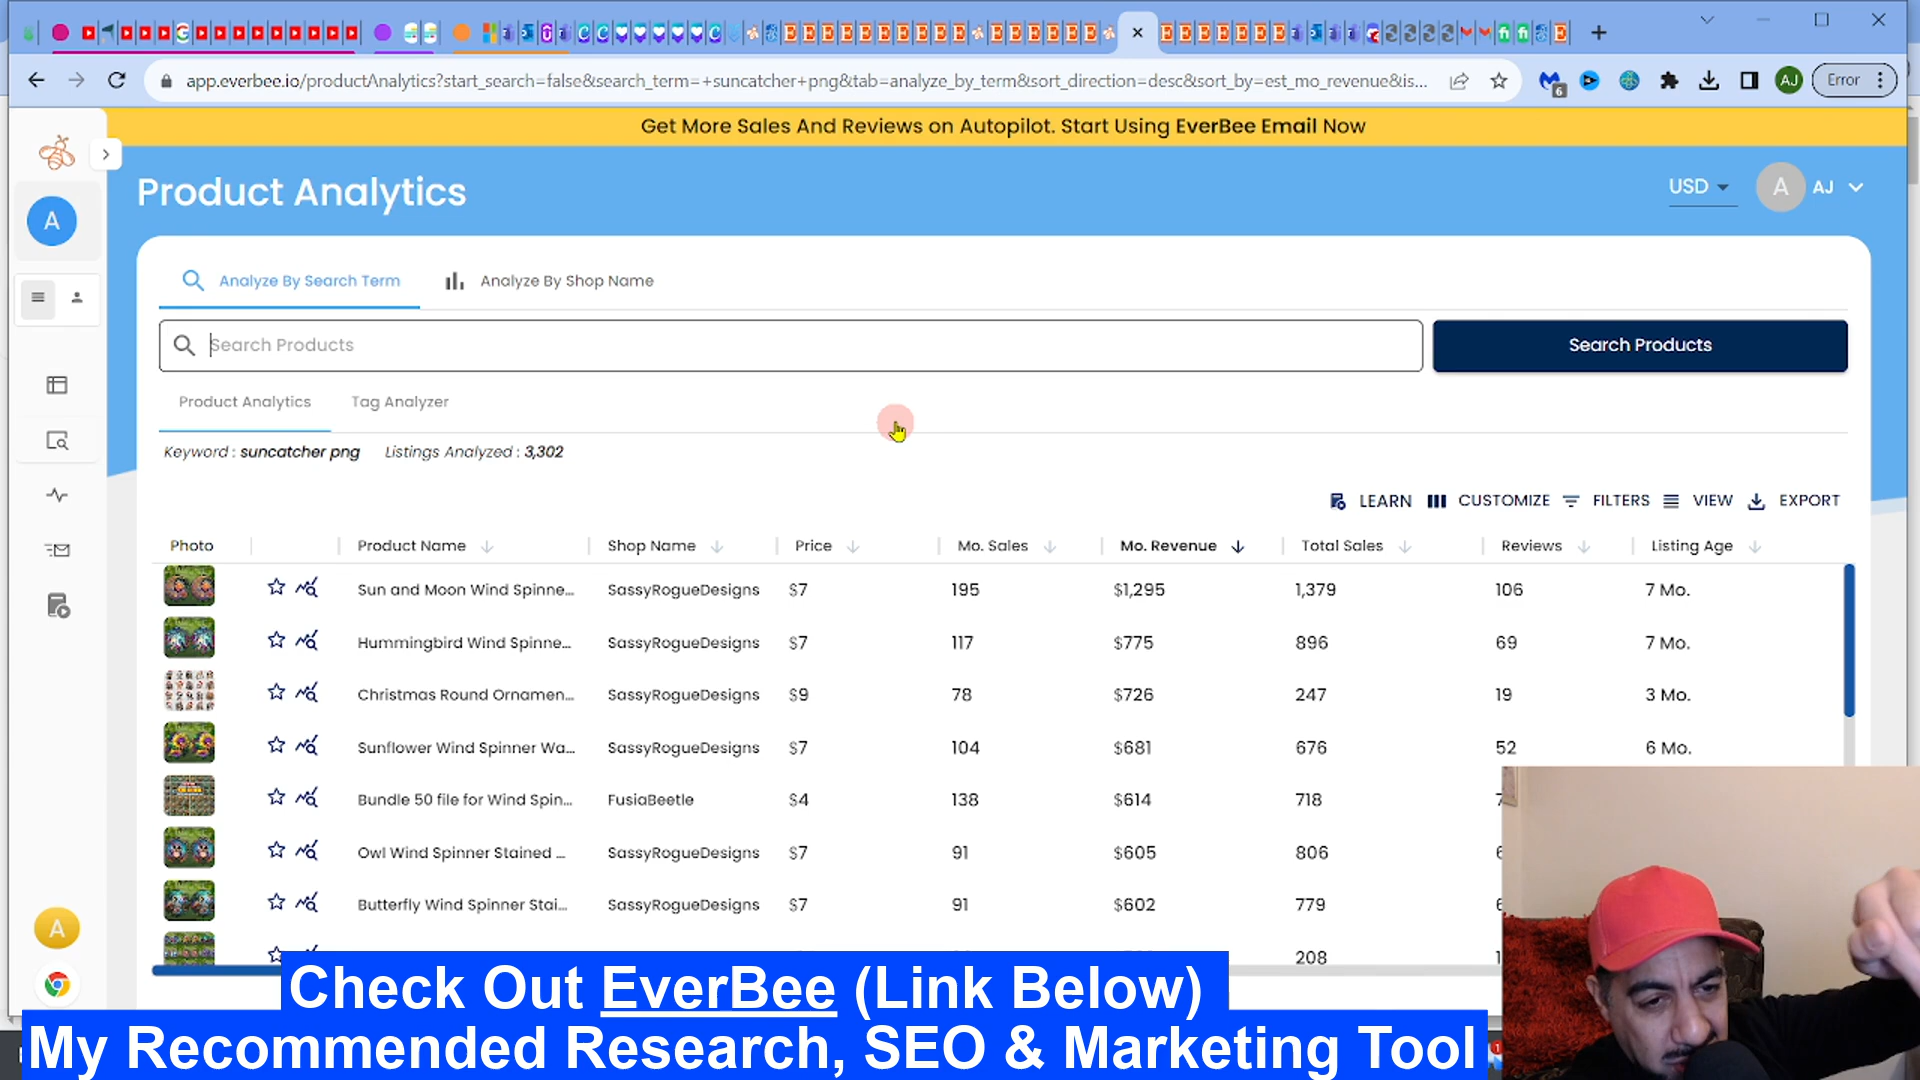 app.everbee.io/productAnalytics?start_search=false&search_term=+suncatcher+png&tab=analyze_by_term&sort_direction=desc&sort_by=est_mo_revenue&is...
6
AJ
Error
Get More Sales And Reviews on Autopilot. Start Using EverBee Email Now
Product Analytics
USD
A
AJ
A
Analyze By Search Term
Analyze By Shop Name
Search Products
Search Products
Product Analytics
Tag Analyzer
Keyword : suncatcher png
Listings Analyzed : 3,302
LEARN
CUSTOMIZE
FILTERS
VIEW
EXPORT
Photo Product Name Shop Name Price Mo. Sales Mo. Revenue Total Sales Reviews Listing Age
Sun and Moon Wind Spinne... SassyRogueDesigns $7 195 $1,295 1,379 106 7 Mo.
Hummingbird Wind Spinne... SassyRogueDesigns $7 117 $775 896 69 7 Mo.
Christmas Round Ornamen... SassyRogueDesigns $9 78 $726 247 19 3 Mo.
Sunflower Wind Spinner Wa... SassyRogueDesigns $7 104 $681 676 52 6 Mo.
Bundle 50 file for Wind Spin... FusiaBeetle $4 138 $614 718
Owl Wind Spinner Stained ... SassyRogueDesigns $7 91 $605 806
Butterfly Wind Spinner Stai... SassyRogueDesigns $7 91 $602 779
208
A
Check Out EverBee (Link Below)
My Recommended Research, SEO & Marketing Tool